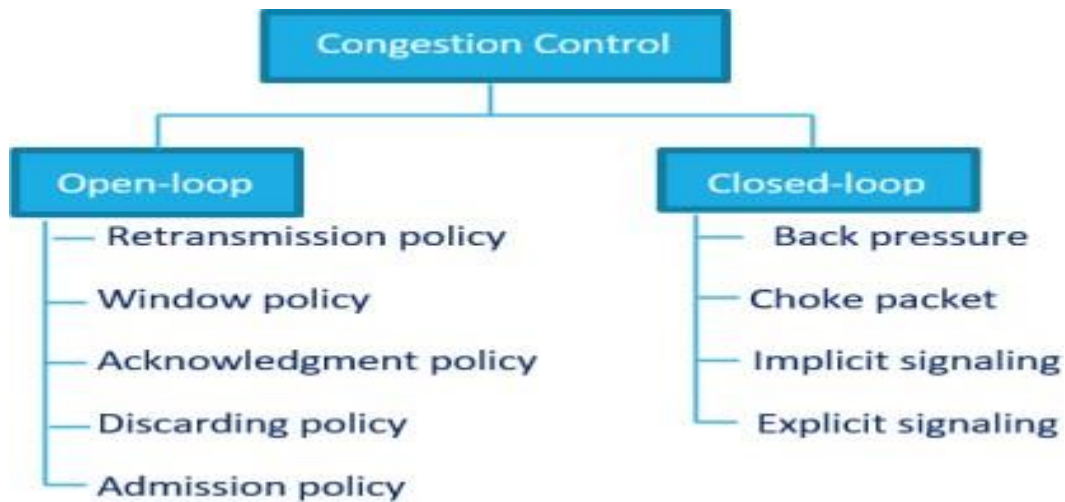 Congestion Control
Open-loop
Retransmission policy
Window policy
Acknowledgment policy
Discarding policy
Admission policy
Closed-loop
Back pressure
Choke packet
Implicit signaling
Explicit signaling